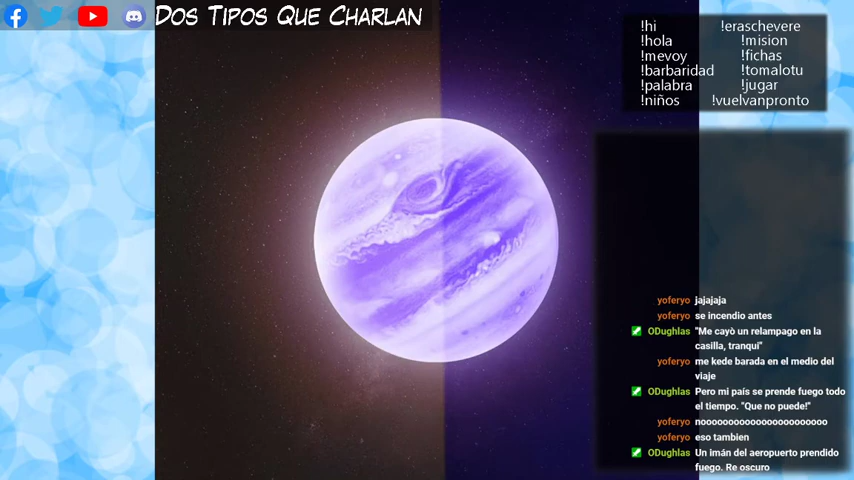 Dos Tipos Que Charlan
!hi !eraschevere
!hola !mision
!mevoy !fichas
!barbaridad !tomalotu
!palabra !jugar
!niños !vuelvanpronto
yoferyo jajajaja
yoferyo se incendio antes
ODughlas "Me cayò un relampago en la
casilla, tranqui"
yoferyo me kede barada en el medio del
viaje
ODughlas Pero mi país se prende fuego todo
el tiempo. "Que no puede!"
yoferyo nooooooooooooooooooooooo
yoferyo eso tambien
ODughlas Un imán del aeropuerto prendido
fuego. Re oscuro